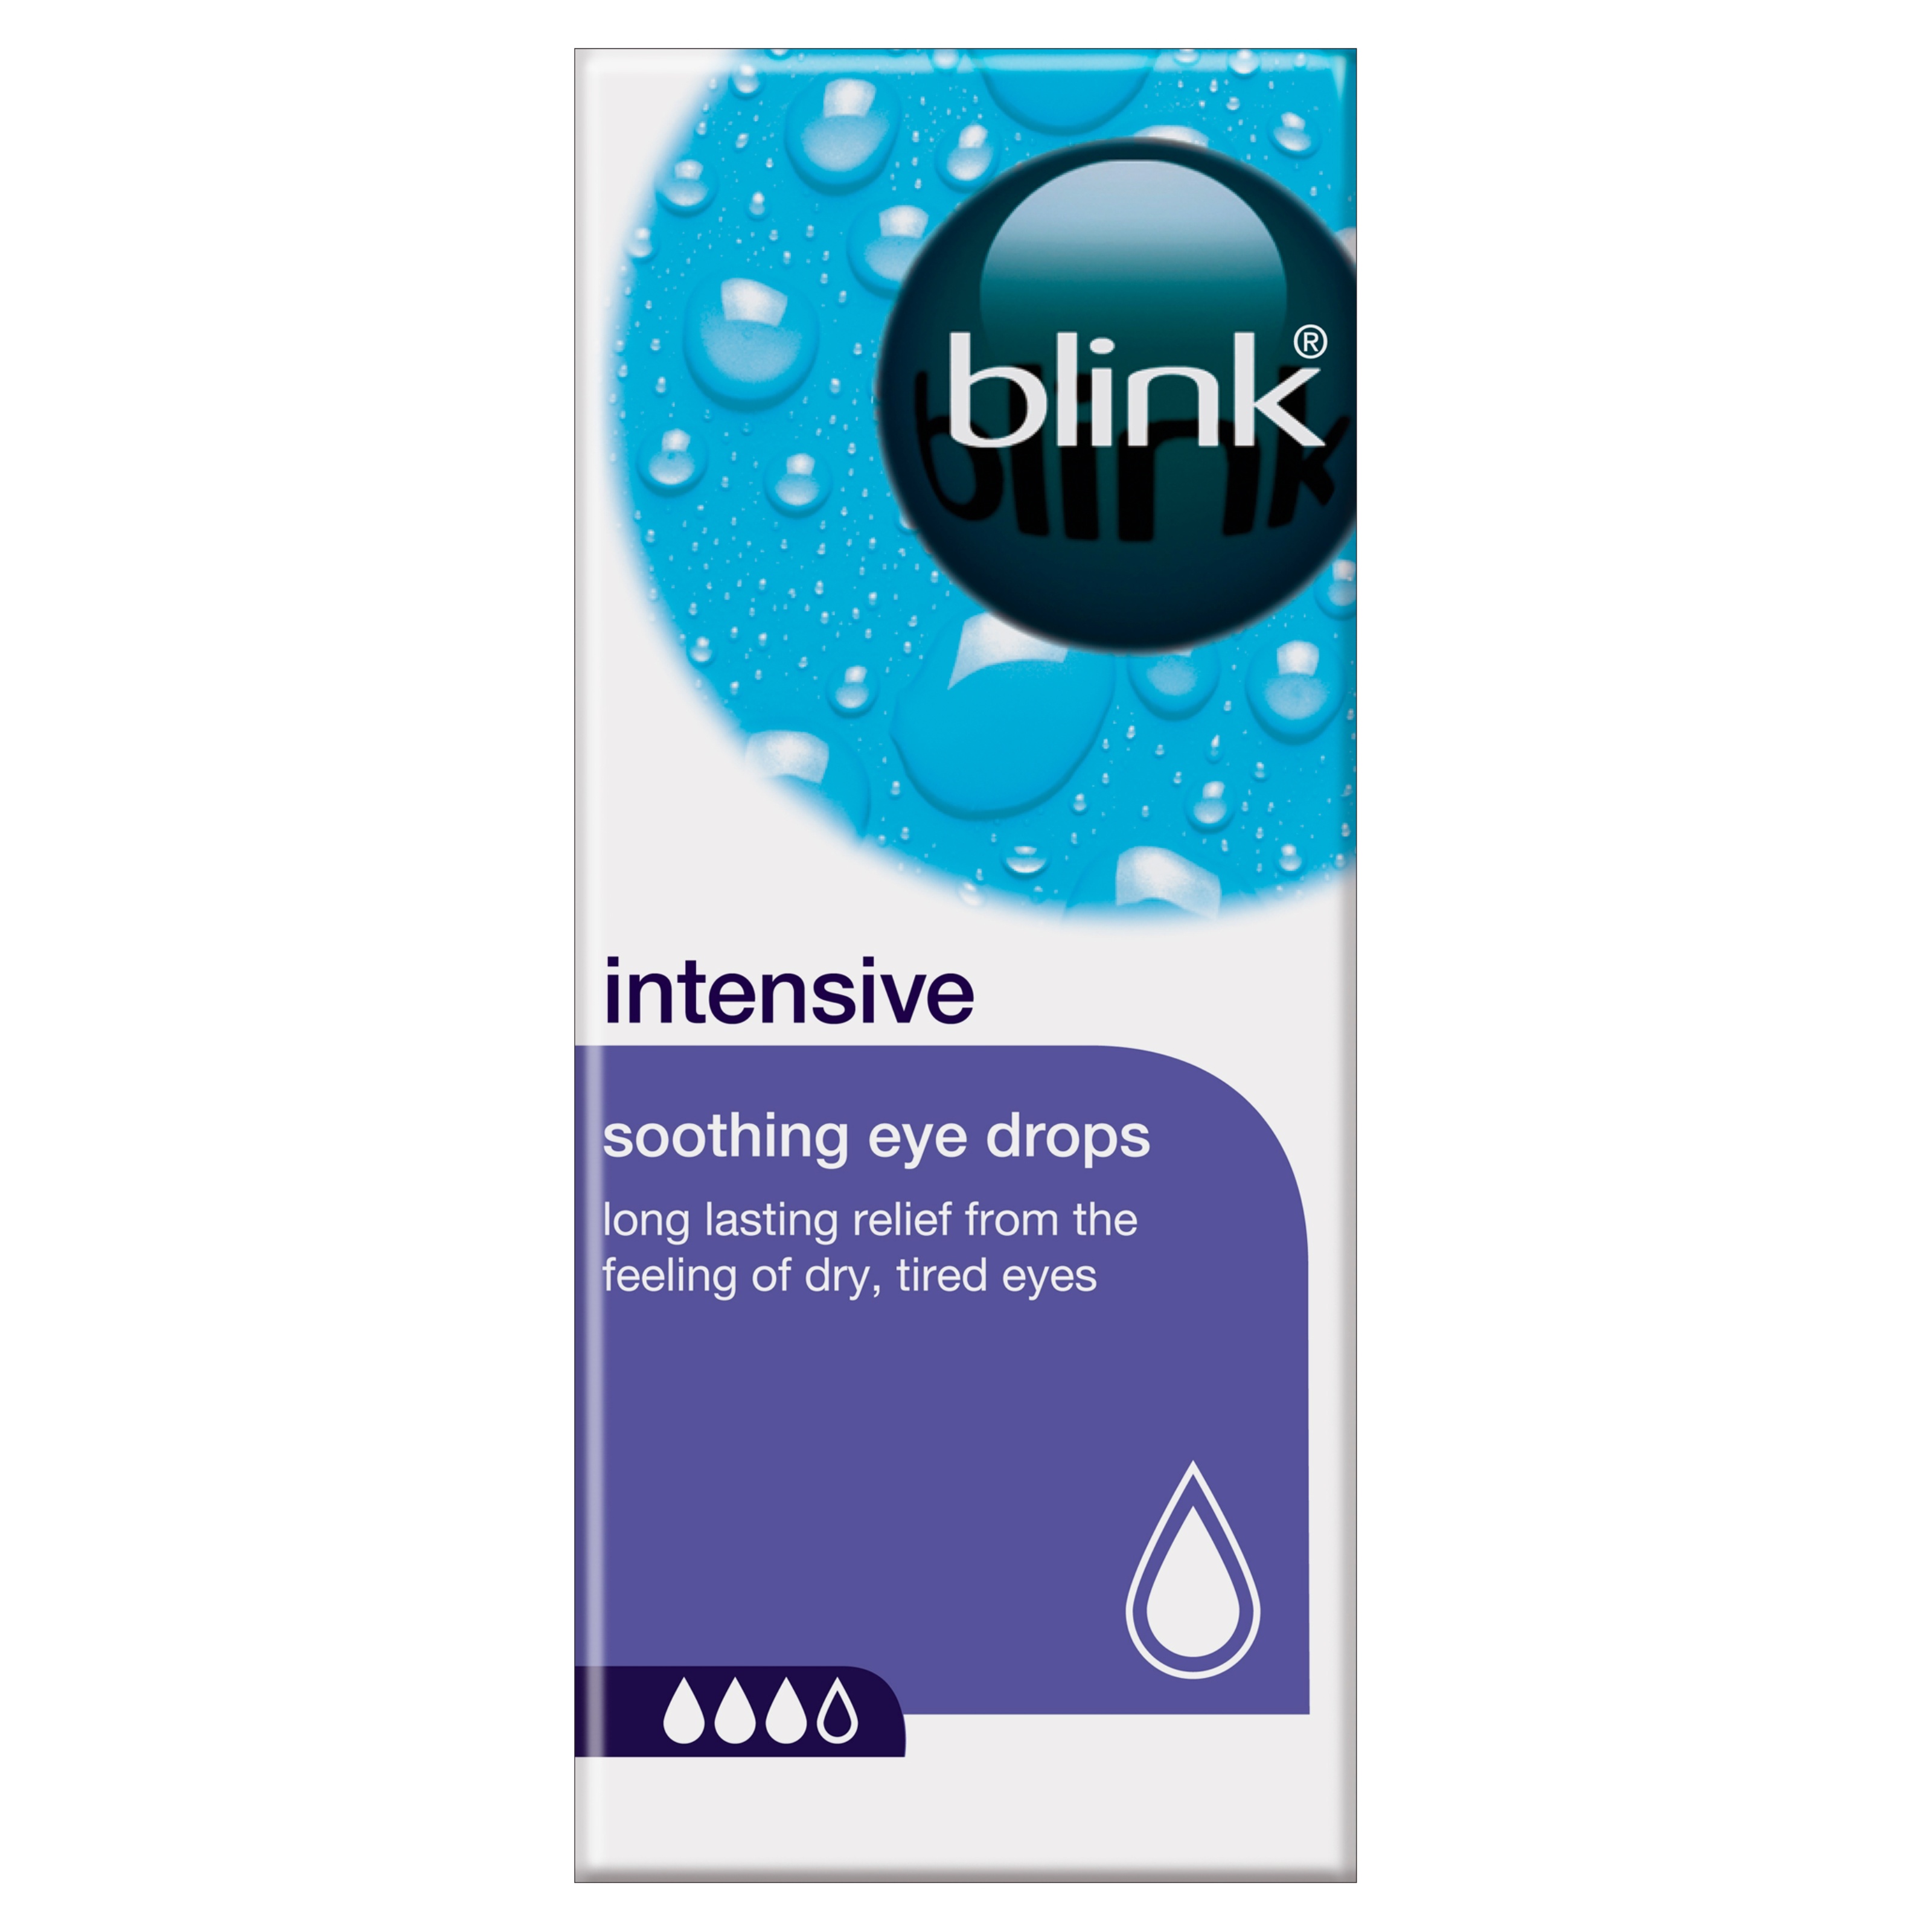 blink®
intensive
soothing eye drops
long lasting relief from the
feeling of dry, tired eyes